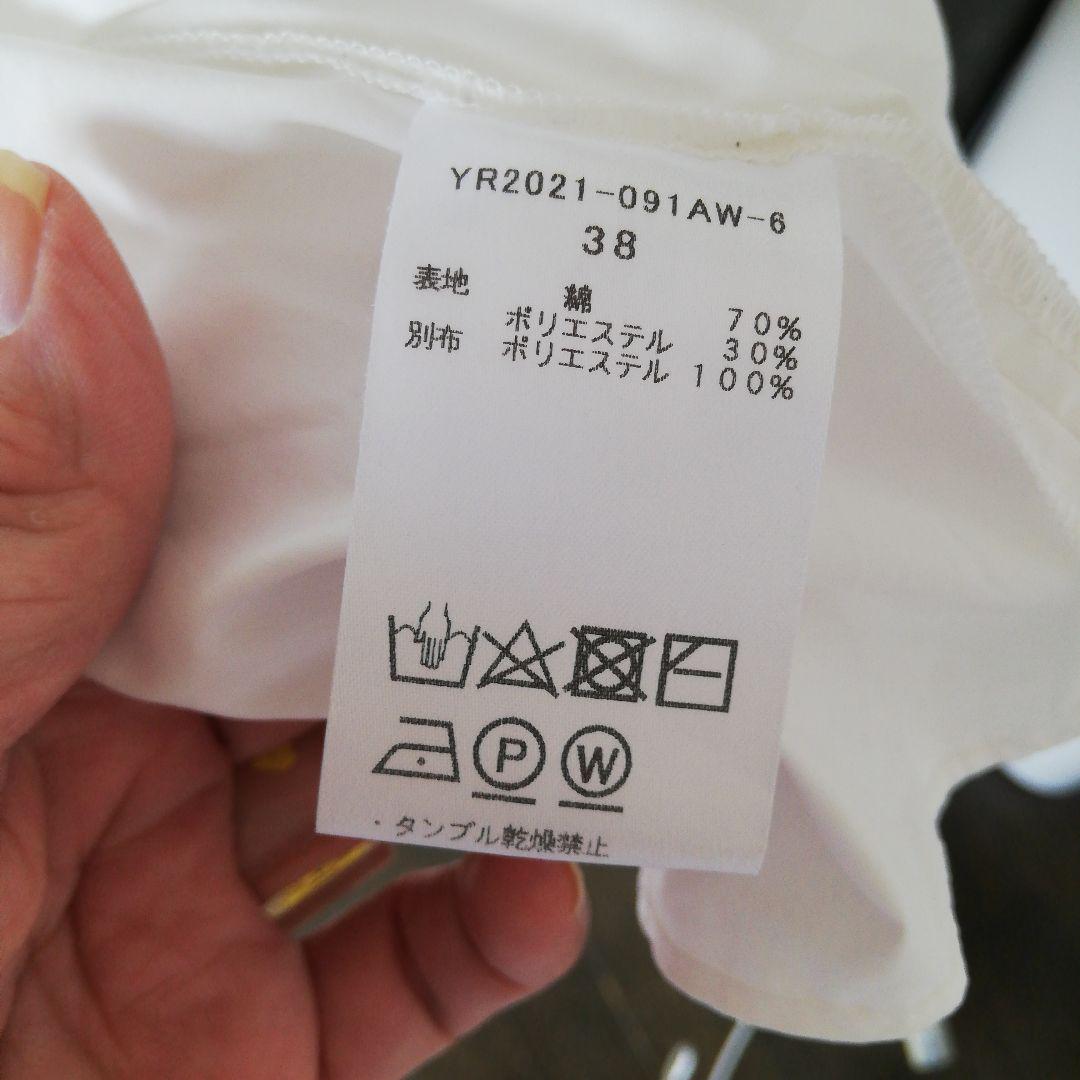 YR2021-091AW-6
38
表地 綿 70%
ポリエステル 30%
別布 ポリエステル 100%
P W
・タンブル乾燥禁止